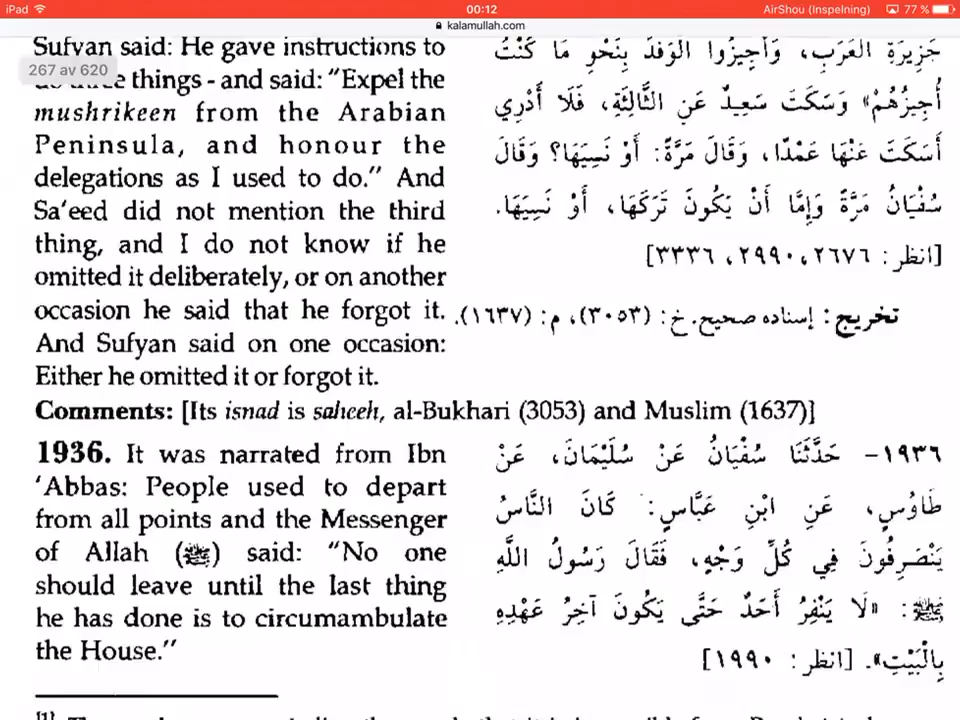 iPad
00:12
AirShou (Inspelning)
77 %
kalamullah.com
267 av 620
Sufyan said: He gave instructions to
three things - and said: “Expel the
mushrikeen from the Arabian
Peninsula, and honour the
delegations as I used to do.” And
Sa‘eed did not mention the third
thing, and I do not know if he
omitted it deliberately, or on another
occasion he said that he forgot it.
And Sufyan said on one occasion:
Either he omitted it or forgot it.
جَزِيرَةِ الْعَرَبِ، وَأَجِيزُوا الْوَفْدَ بِنَحْوِ مَا كُنْتُ
أُجِيزُهُمْ» وَسَكَتَ سَعِيدٌ عَنِ الثَّالِثَةِ، فَلَا أَدْرِي
أَسَكَتَ عَنْهَا عَمْدًا، وَقَالَ مَرَّةً: أَوْ نَسِيَهَا؟ وَقَالَ
سُفْيَانُ مَرَّةً وَإِمَّا أَنْ يَكُونَ تَرَكَهَا، أَوْ نَسِيَهَا.
[انظر: ٢٦٧٦، ٢٩٩٠، ٣٣٣٦]
تخريج: إسناده صحيح. خ: (٣٠٥٣)، م: (١٦٣٧).
Comments: [Its isnad is saheeh, al-Bukhari (3053) and Muslim (1637)]
1936. It was narrated from Ibn
‘Abbas: People used to depart
from all points and the Messenger
of Allah (ﷺ) said: “No one
should leave until the last thing
he has done is to circumambulate
the House.”
١٩٣٦- حَدَّثَنَا سُفْيَانُ عَنْ سُلَيْمَانَ، عَنْ
طَاوُسٍ، عَنِ ابْنِ عَبَّاسٍ: كَانَ النَّاسُ
يَنْصَرِفُونَ فِي كُلِّ وَجْهٍ، فَقَالَ رَسُولُ اللَّهِ
ﷺ: «لَا يَنْفِرُ أَحَدٌ حَتَّى يَكُونَ آخِرُ عَهْدِهِ
بِالْبَيْتِ». [انظر: ١٩٩٠]